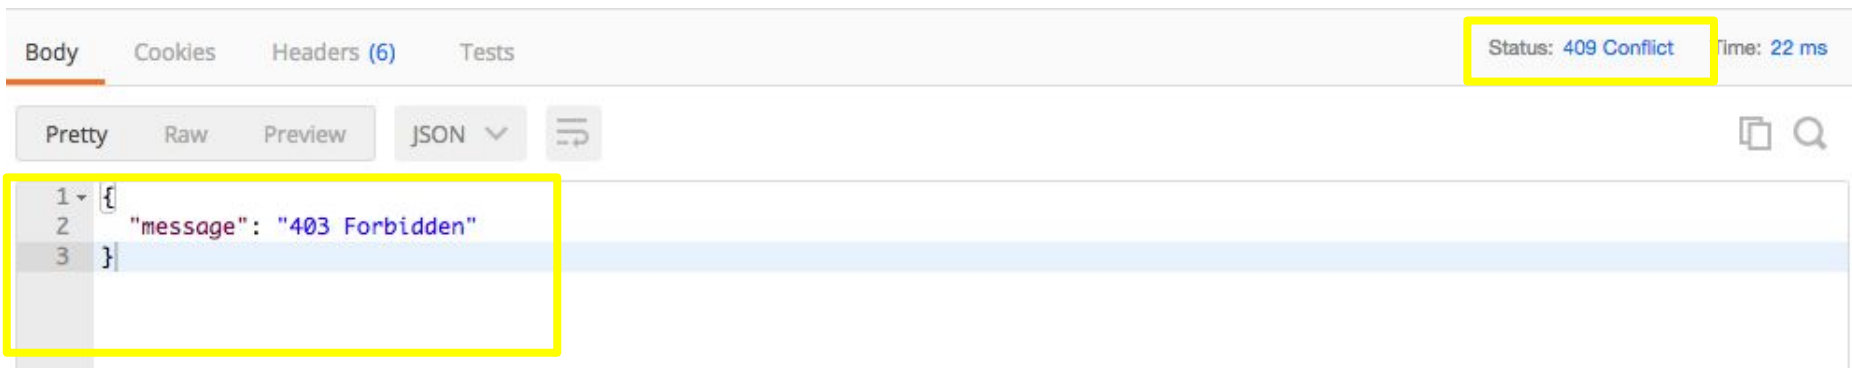 Body Cookies Headers (6) Tests Status: 409 Conflict Time: 22 ms
Pretty Raw Preview JSON
1 {
2 "message": "403 Forbidden"
3 }